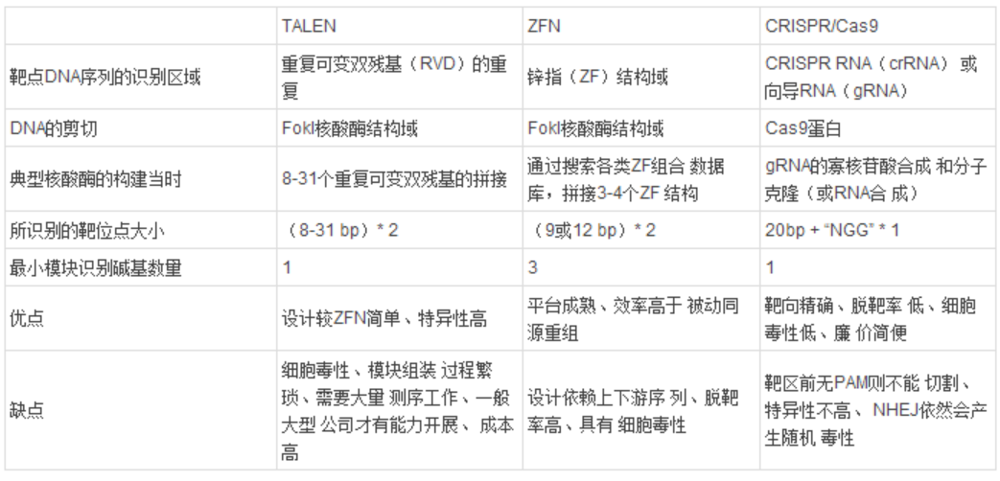 TALEN ZFN CRISPR/Cas9
靶点DNA序列的识别区域 重复可变双残基（RVD）的重复 锌指（ZF）结构域 CRISPR RNA（crRNA） 或向导RNA（gRNA）
DNA的剪切 FokI核酸酶结构域 FokI核酸酶结构域 Cas9蛋白
典型核酸酶的构建当时 8-31个重复可变双残基的拼接 通过搜索各类ZF组合 数据库，拼接3-4个ZF 结构 gRNA的寡核苷酸合成 和分子克隆（或RNA合 成）
所识别的靶位点大小 （8-31 bp）* 2 （9或12 bp）* 2 20bp + “NGG” * 1
最小模块识别碱基数量 1 3 1
优点 设计较ZFN简单、特异性高 平台成熟、效率高于 被动同源重组 靶向精确、脱靶率 低、细胞毒性低、廉 价简便
缺点 细胞毒性、模块组装 过程繁琐、需要大量 测序工作、一般大型 公司才有能力开展、 成本高 设计依赖上下游序 列、脱靶率高、具有 细胞毒性 靶区前无PAM则不能 切割、特异性不高、 NHEJ依然会产生随机 毒性